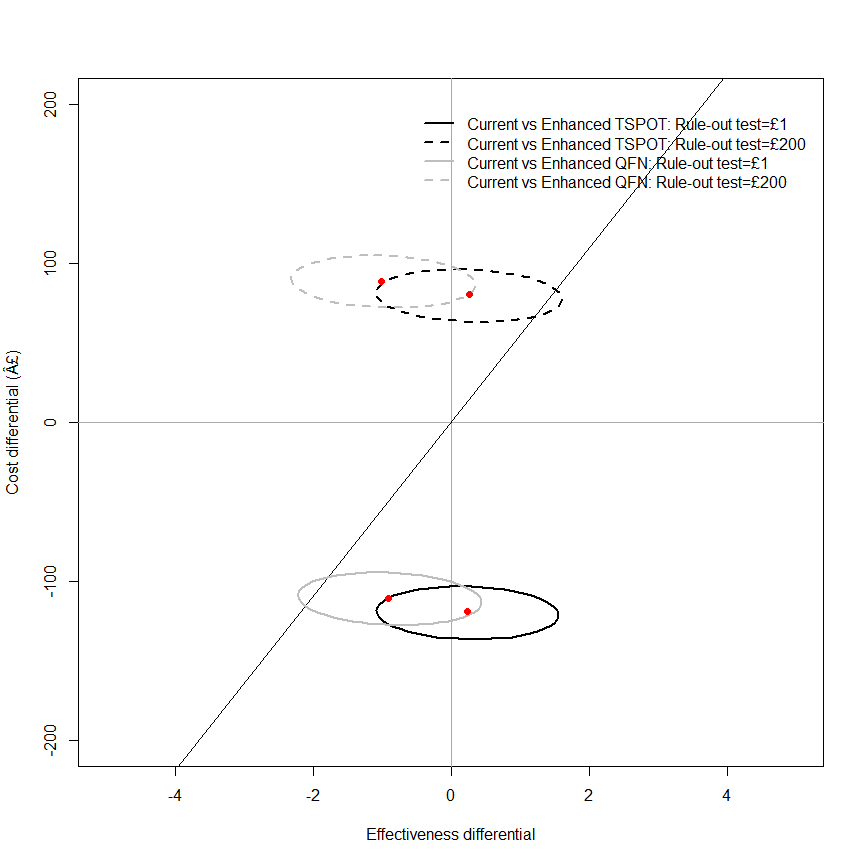 Current vs Enhanced TSPOT: Rule-out test=£1
Current vs Enhanced TSPOT: Rule-out test=£200
Current vs Enhanced QFN: Rule-out test=£1
Current vs Enhanced QFN: Rule-out test=£200
200
100
0
-100
-200
Cost differential (Â£)
-4 -2 0 2 4
Effectiveness differential